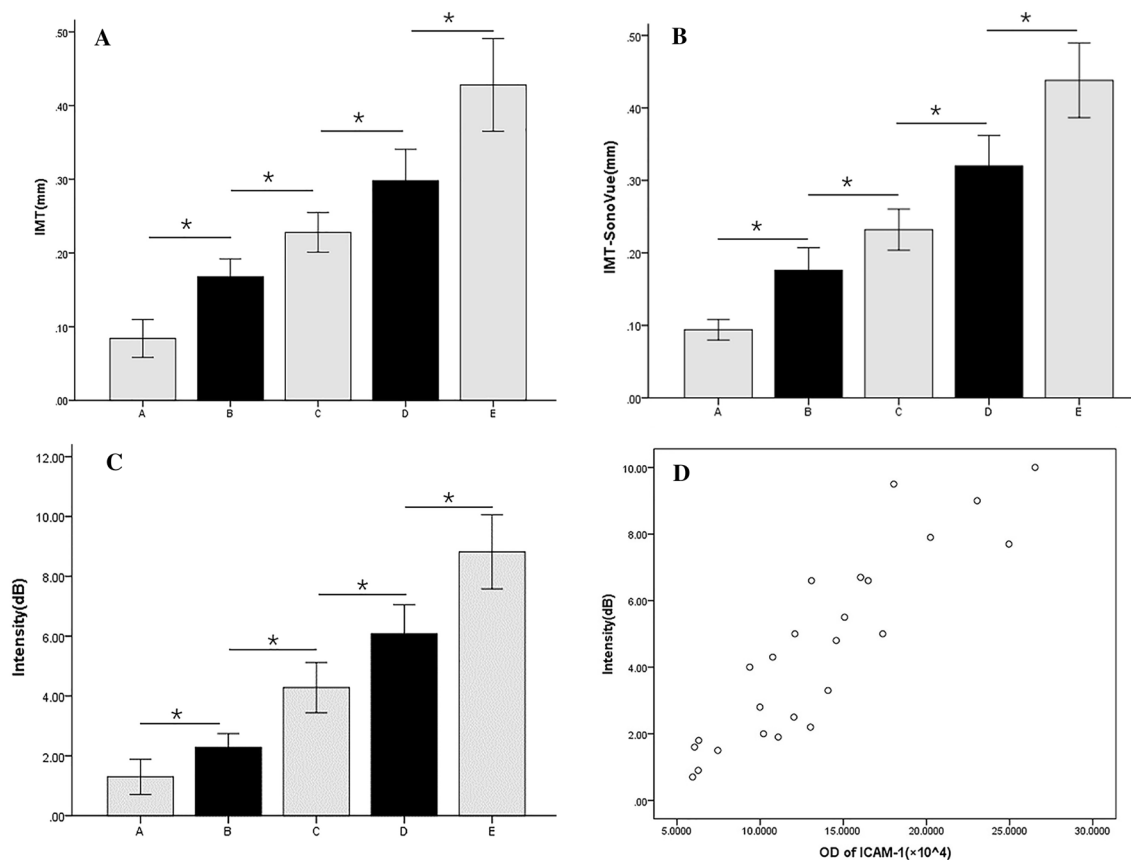 A
IMT(mm)
.50
.40
.30
.20
.10
.00
*
*
*
*
A B C D E
B
IMT-SonoVue(mm)
.50
.40
.30
.20
.10
.00
*
*
*
*
A B C D E
C
Intensity(dB)
12.00
10.00
8.00
6.00
4.00
2.00
.00
*
*
*
*
A B C D E
D
Intensity(dB)
10.00
8.00
6.00
4.00
2.00
.00
5.0000 10.0000 15.0000 20.0000 25.0000 30.0000
OD of ICAM-1(×10^4)